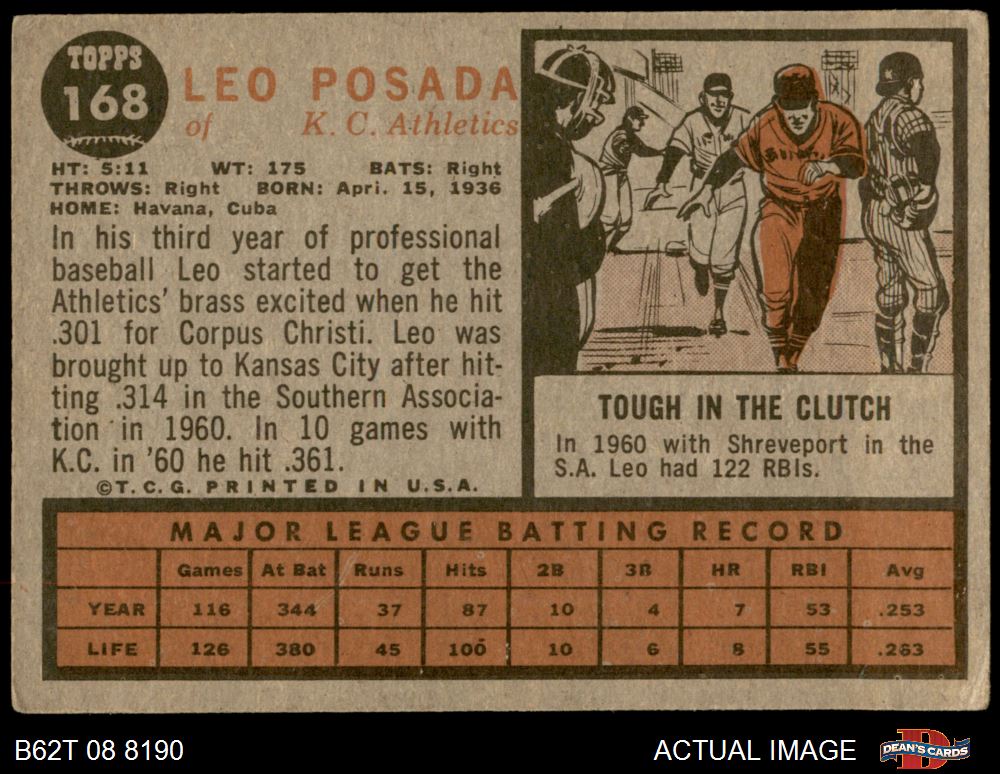 TOPPS
168
LEO POSADA
of K. C. Athletics
HT: 5:11 WT: 175 BATS: Right
THROWS: Right BORN: Apri. 15, 1936
HOME: Havana, Cuba
In his third year of professional
baseball Leo started to get the
Athletics' brass excited when he hit
.301 for Corpus Christi. Leo was
brought up to Kansas City after hit-
ting .314 in the Southern Associa-
tion in 1960. In 10 games with
K.C. in '60 he hit .361.
©T.C.G. PRINTED IN U.S.A.
TOUGH IN THE CLUTCH
In 1960 with Shreveport in the
S.A. Leo had 122 RBIs.
MAJOR LEAGUE BATTING RECORD
Games At Bat Runs Hits 2B 3B HR RBI Avg
YEAR 116 344 37 87 10 4 7 53 .253
LIFE 126 380 45 100 10 6 8 55 .263
B62T 08 8190
ACTUAL IMAGE
DEAN'S CARDS